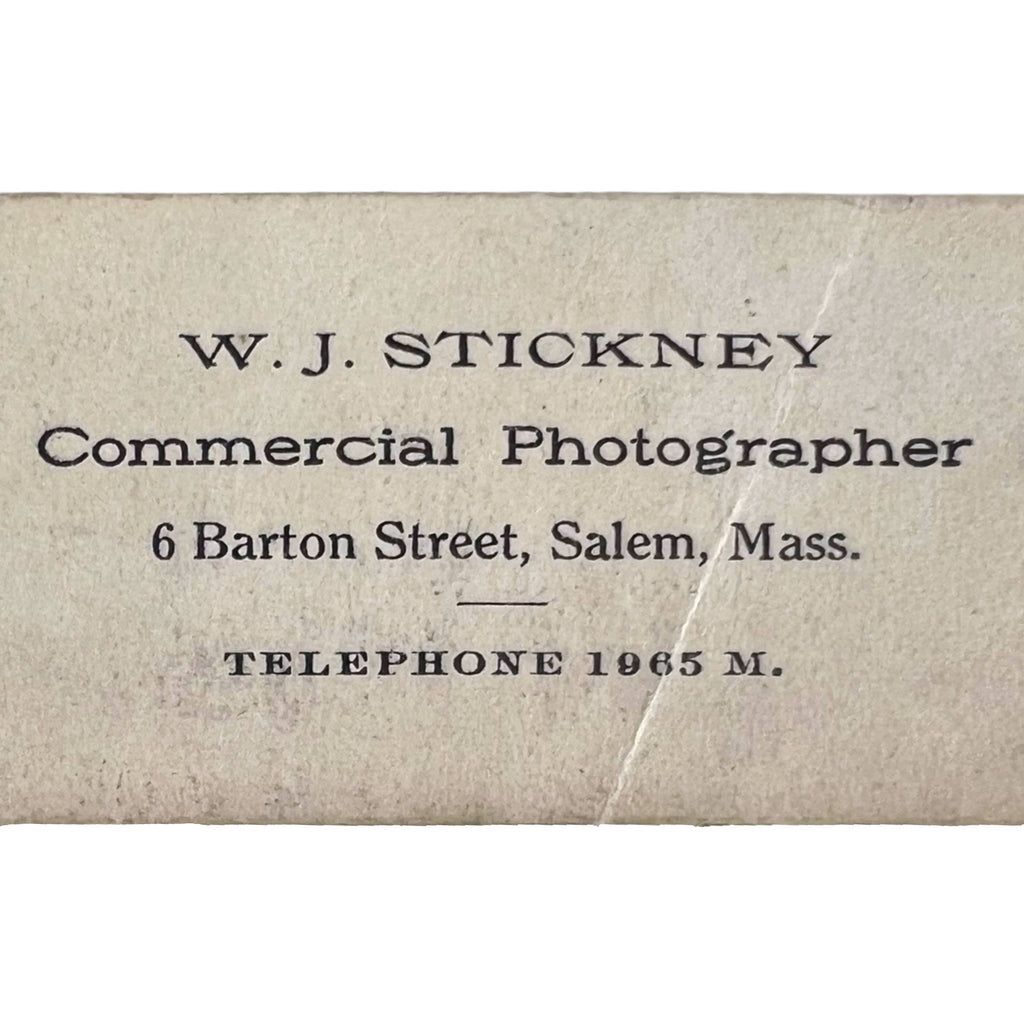 W. J. STICKNEY
Commercial Photographer
6 Barton Street, Salem, Mass.
TELEPHONE 1965 M.